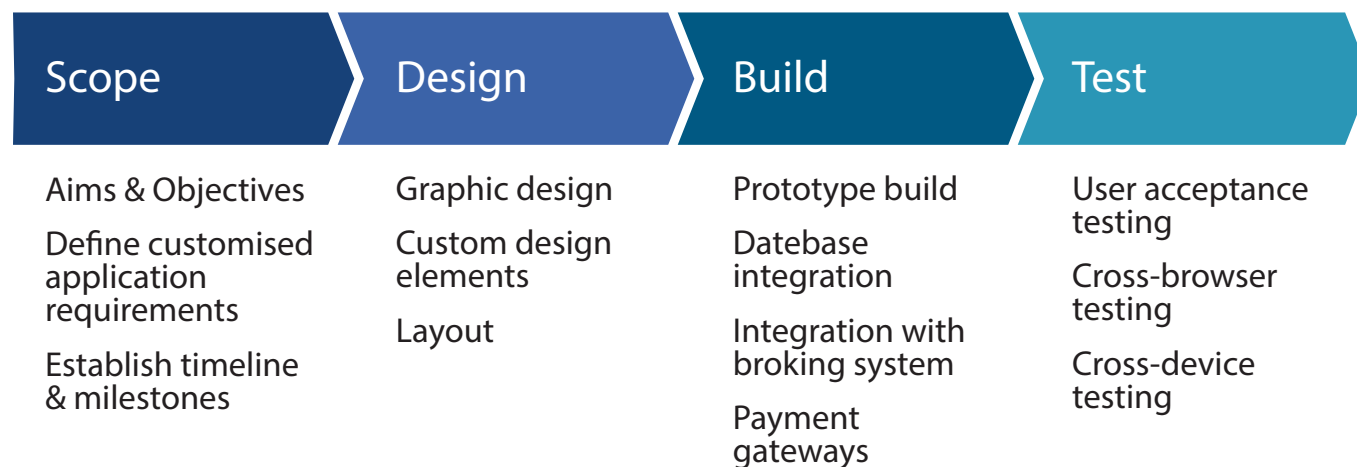 Scope
Aims & Objectives
Define customised
application
requirements
Establish timeline
& milestones
Design
Graphic design
Custom design
elements
Layout
Build
Prototype build
Datebase
integration
Integration with
broking system
Payment
gateways
Test
User acceptance
testing
Cross-browser
testing
Cross-device
testing